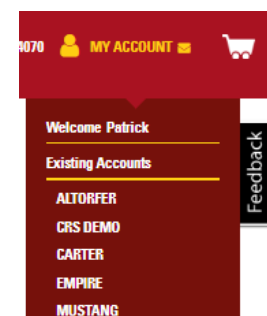 4070 MY ACCOUNT
Welcome Patrick
Existing Accounts
ALTORFER
CRS DEMO
CARTER
EMPIRE
MUSTANG
Feedback